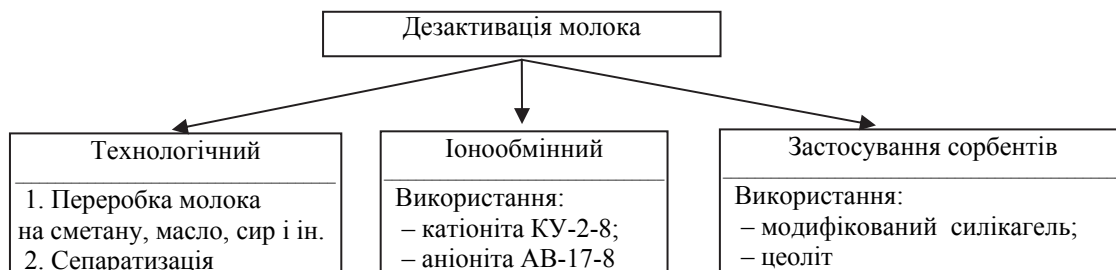 Дезактивація молока
Технологічний
1. Переробка молока
на сметану, масло, сир і ін.
2. Сепаратизація
Іонообмінний
Використання:
– катіоніта КУ-2-8;
– аніоніта АВ-17-8
Застосування сорбентів
Використання:
– модифікований силікагель;
– цеоліт